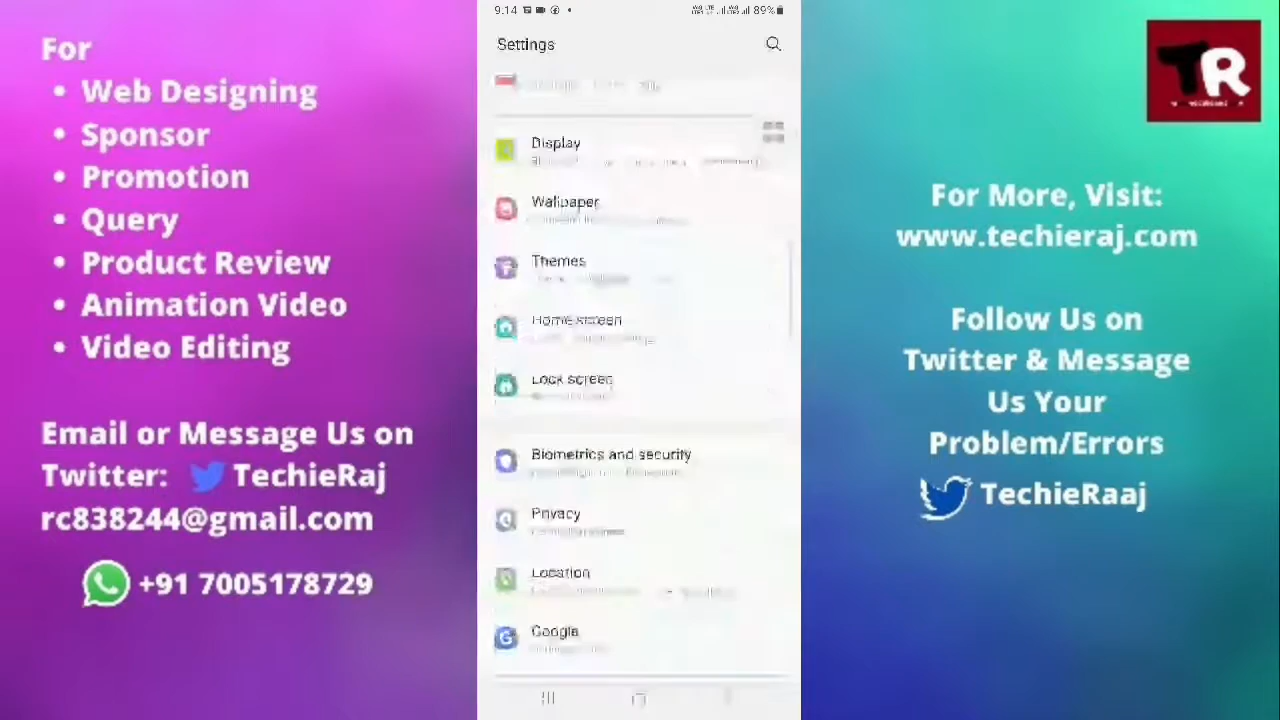 For
• Web Designing
• Sponsor
• Promotion
• Query
• Product Review
• Animation Video
• Video Editing
Email or Message Us on
Twitter: TechieRaj
rc838244@gmail.com
+91 7005178729
9:14
89%
Settings
Display
Wallpaper
Themes
Home screen
Lock screen
Biometrics and security
Privacy
Location
Google
TR
For More, Visit:
www.techieraj.com
Follow Us on
Twitter & Message
Us Your
Problem/Errors
TechieRaaj